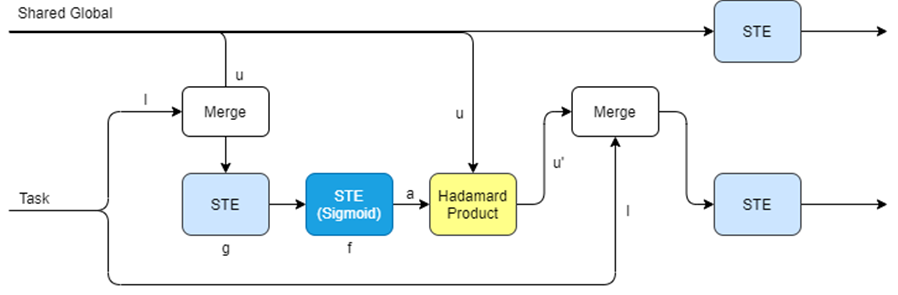 Shared Global
STE
u
l
Merge
Merge
u
u'
Task
STE
STE
(Sigmoid)
a
Hadamard
Product
l
STE
g
f